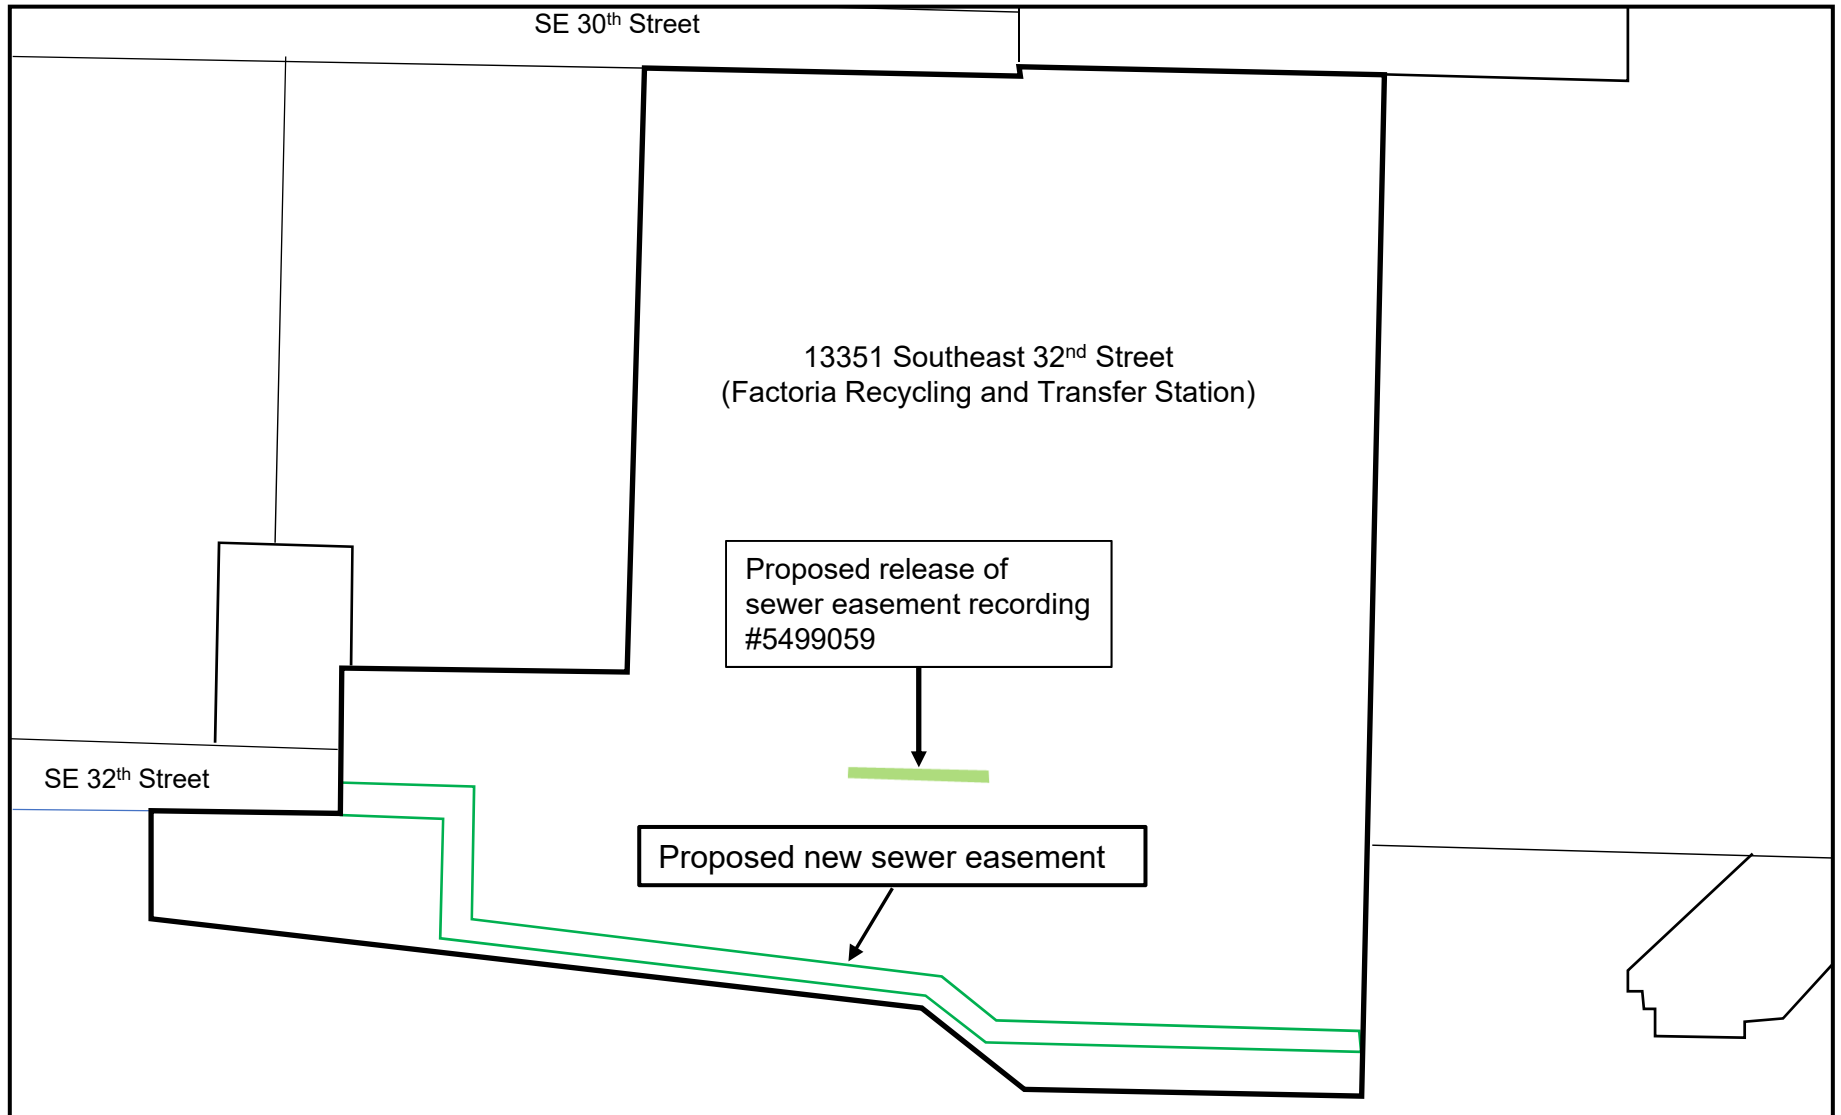 SE 30th Street
13351 Southeast 32nd Street
(Factoria Recycling and Transfer Station)
Proposed release of
sewer easement recording
#5499059
SE 32th Street
Proposed new sewer easement